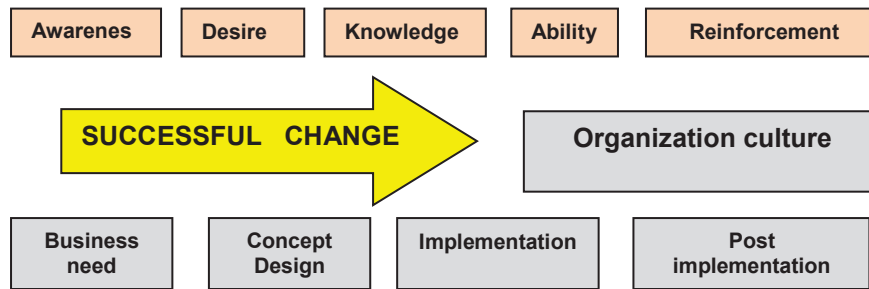 Awarenes
Desire
Knowledge
Ability
Reinforcement
SUCCESSFUL CHANGE
Organization culture
Business
need
Concept
Design
Implementation
Post
implementation